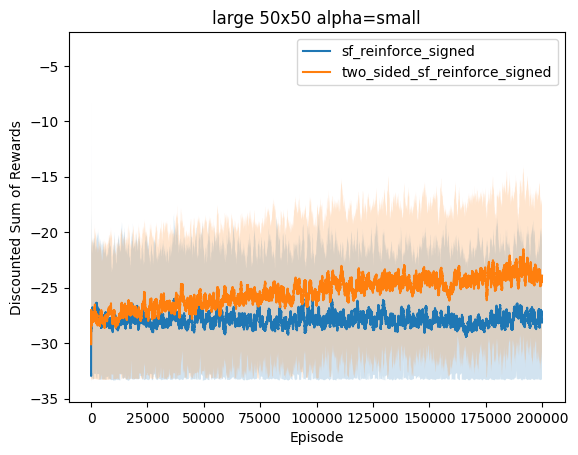 large 50x50 alpha=small
sf_reinforce_signed
two_sided_sf_reinforce_signed
Discounted Sum of Rewards
−5
−10
−15
−20
−25
−30
−35
0 25000 50000 75000 100000 125000 150000 175000 200000
Episode